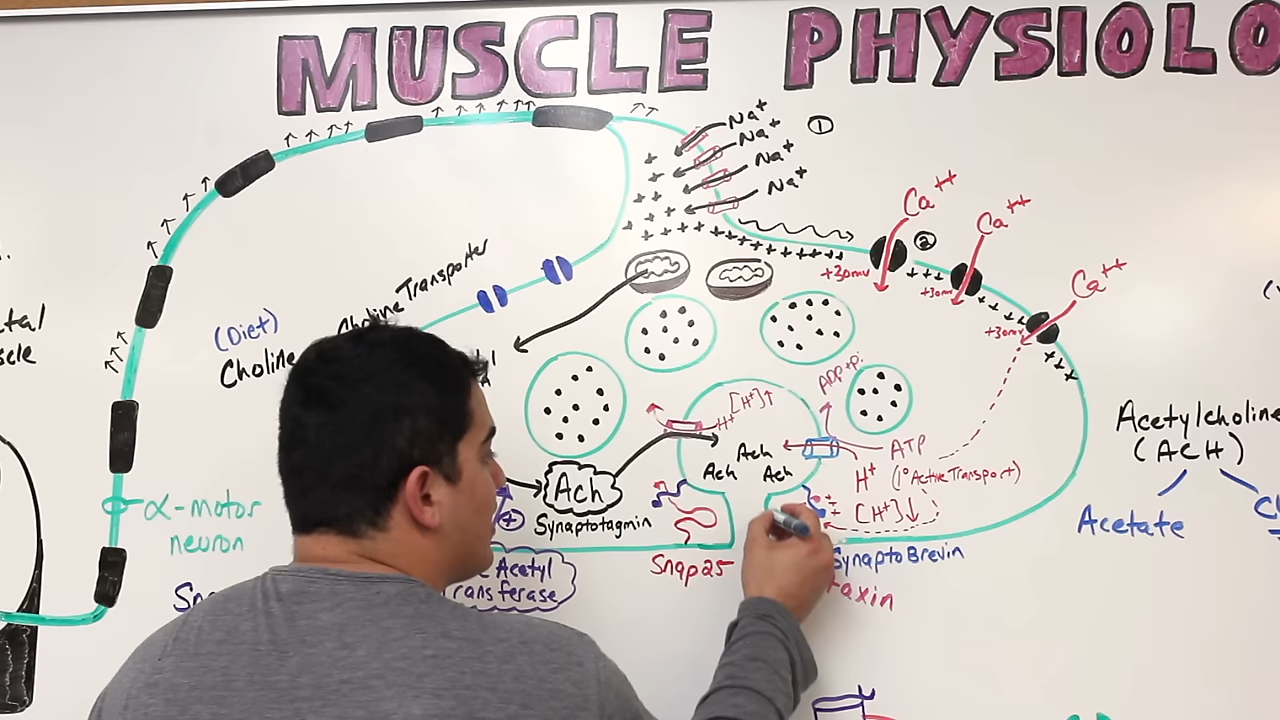 MUSCLE PHYSIOLO
Na⁺
Na⁺
Na⁺
Na⁺
①
+++
Ca⁺⁺
Ca⁺⁺
Ca⁺⁺
②
+30mv
+30mv
+30mv
Choline Transporter
(Diet)
Choline
α-motor
neuron
[H⁺]↑
H⁺
ADP+Pi
Ach
Ach
Ach
ATP
H⁺ (1° Active Transport)
[H⁺]↓
Ach
Synaptotagmin
+
Acetyl
Transferase
Snap25
SynaptoBrevin
Acetylcholine
(ACH)
Acetate